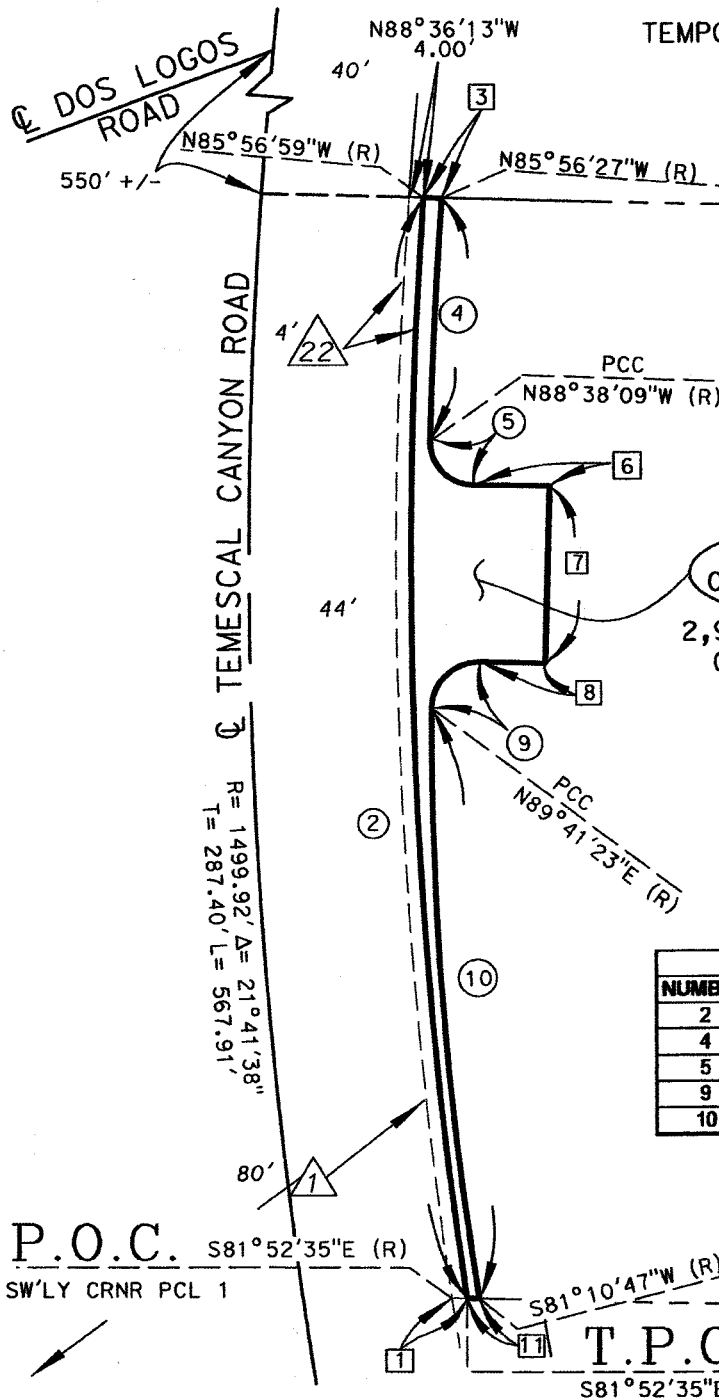 N88°36'13"W
4.00'
TEMPO
40'
℄ DOS LOGOS
ROAD
3
N85°56'59"W (R)
N85°56'27"W (R)
550' +/-
4
4'
22
PCC
N88°38'09"W (R)
5
6
7
℄ TEMESCAL CANYON ROAD
44'
2,9
8
9
PCC
N89°41'23"E (R)
2
R= 1499.92' Δ= 21°41'38"
T= 287.40' L= 567.91'
10
NUMB
2
4
5
9
10
80'
1
P.O.C.
S81°52'35"E (R)
SW'LY CRNR PCL 1
S81°10'47"W (R)
1
11
T.P.O
S81°52'35"E